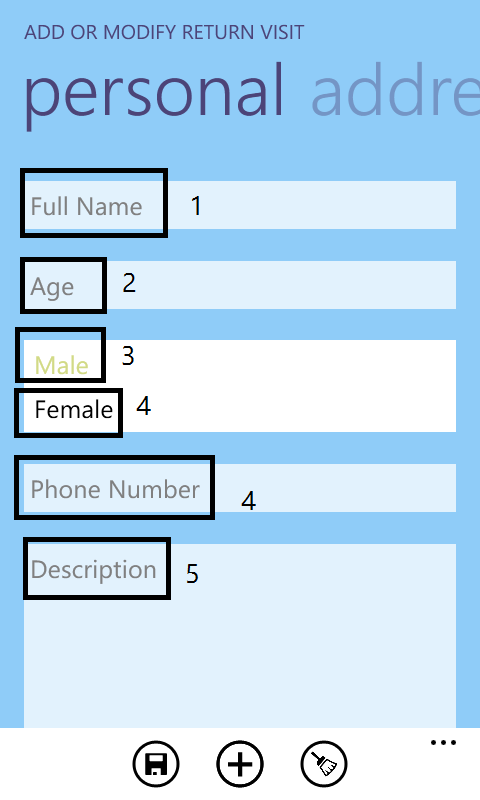 ADD OR MODIFY RETURN VISIT
personal addre
Full Name 1
Age 2
Male 3
Female 4
Phone Number 4
Description 5